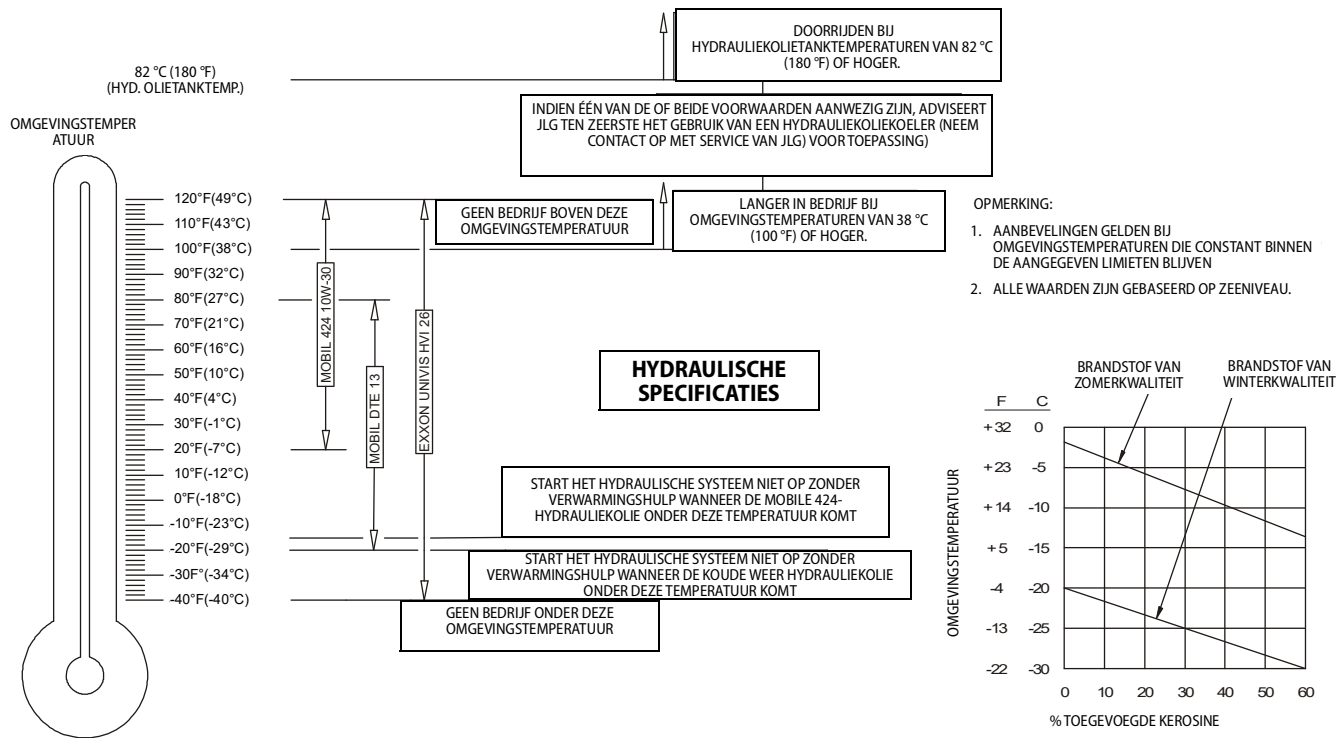 82 °C (180 °F)
(HYD. OLIETANKTEMP.)
DOORRIJDEN BIJ
HYDRAULIEKOLIETANKTEMPERATUREN VAN 82 °C
(180 °F) OF HOGER.
INDIEN ÉÉN VAN DE OF BEIDE VOORWAARDEN AANWEZIG ZIJN, ADVISEERT
JLG TEN ZEERSTE HET GEBRUIK VAN EEN HYDRAULIEKOLIEKOELER (NEEM
CONTACT OP MET SERVICE VAN JLG) VOOR TOEPASSING)
OMGEVINGSTEMPER
ATUUR
120°F(49°C)
110°F(43°C)
100°F(38°C)
90°F(32°C)
80°F(27°C)
70°F(21°C)
60°F(16°C)
50°F(10°C)
40°F(4°C)
30°F(-1°C)
20°F(-7°C)
10°F(-12°C)
0°F(-18°C)
-10°F(-23°C)
-20°F(-29°C)
-30F°(-34°C)
-40°F(-40°C)
MOBIL 424 10W-30
MOBIL DTE 13
EXXON UNIVIS HVI 26
GEEN BEDRIJF BOVEN DEZE
OMGEVINGSTEMPERATUUR
LANGER IN BEDRIJF BIJ
OMGEVINGSTEMPERATUREN VAN 38 °C
(100 °F) OF HOGER.
HYDRAULISCHE
SPECIFICATIES
START HET HYDRAULISCHE SYSTEEM NIET OP ZONDER
VERWARMINGSHULP WANNEER DE MOBILE 424-
HYDRAULIEKOLIE ONDER DEZE TEMPERATUUR KOMT
START HET HYDRAULISCHE SYSTEEM NIET OP ZONDER
VERWARMINGSHULP WANNEER DE KOUDE WEER HYDRAULIEKOLIE
ONDER DEZE TEMPERATUUR KOMT
GEEN BEDRIJF ONDER DEZE
OMGEVINGSTEMPERATUUR
OPMERKING:
1. AANBEVELINGEN GELDEN BIJ
OMGEVINGSTEMPERATUREN DIE CONSTANT BINNEN
DE AANGEGEVEN LIMIETEN BLIJVEN
2. ALLE WAARDEN ZIJN GEBASEERD OP ZEENIVEAU.
BRANDSTOF VAN
ZOMERKWALITEIT
BRANDSTOF VAN
WINTERKWALITEIT
F C
+32 0
+23 -5
+14 -10
+5 -15
-4 -20
-13 -25
-22 -30
OMGEVINGSTEMPERATUUR
0 10 20 30 40 50 60
% TOEGEVOEGDE KEROSINE